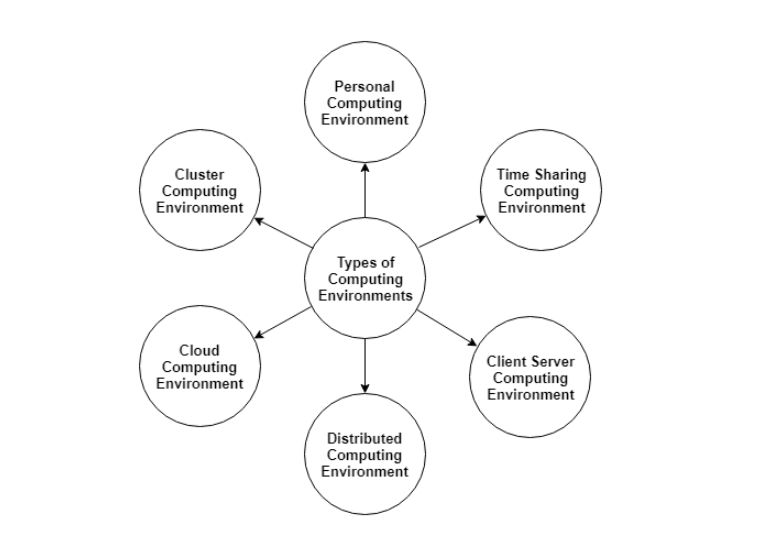 Personal
Computing
Environment
Cluster
Computing
Environment
Time Sharing
Computing
Environment
Types of
Computing
Environments
Cloud
Computing
Environment
Client Server
Computing
Environment
Distributed
Computing
Environment